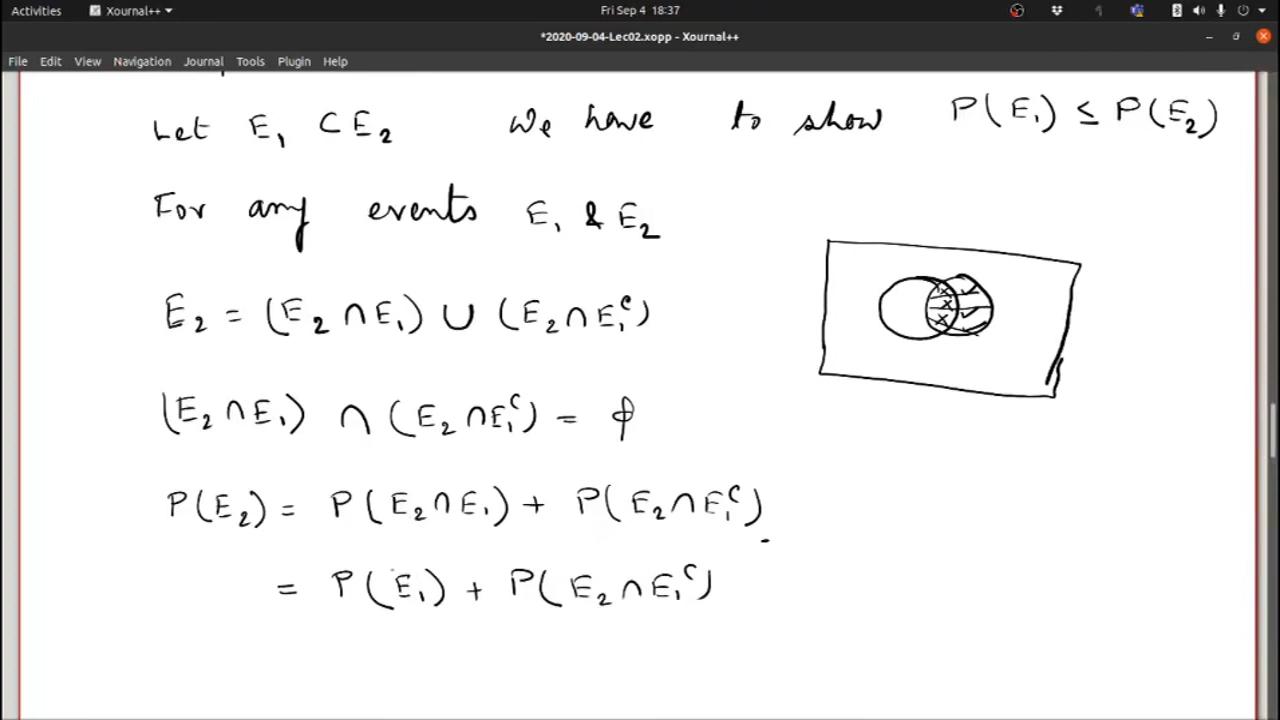 Activities Xournal++ Fri Sep 4 18:37
*2020-09-04-Lec02.xopp - Xournal++
File Edit View Navigation Journal Tools Plugin Help
Let E₁ ⊂ E₂ We have to show P(E₁) ≤ P(E₂)
For any events E₁ & E₂
E₂ = (E₂ ∩ E₁) ∪ (E₂ ∩ E₁ᶜ)
(E₂ ∩ E₁) ∩ (E₂ ∩ E₁ᶜ) = ϕ
P(E₂) = P(E₂ ∩ E₁) + P(E₂ ∩ E₁ᶜ)
= P(E₁) + P(E₂ ∩ E₁ᶜ)